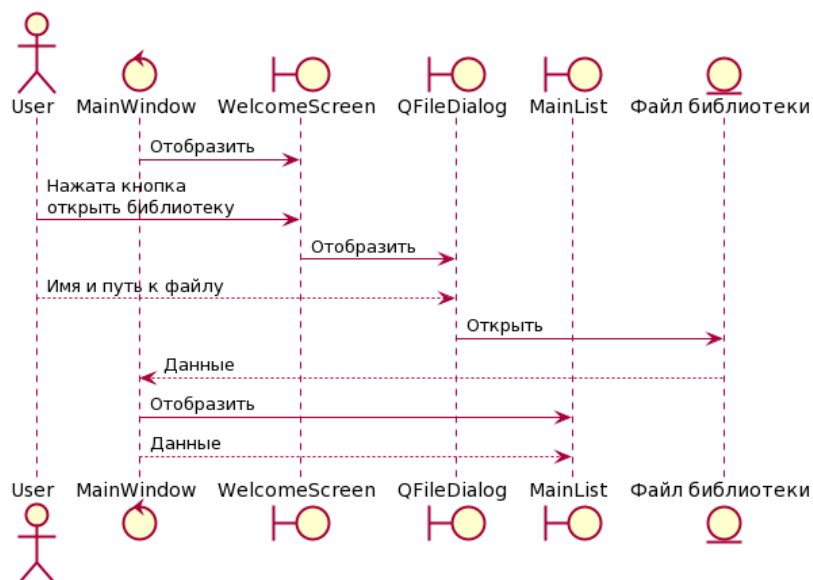 User MainWindow WelcomeScreen QFileDialog MainList Файл библиотеки
Отобразить
Нажата кнопка
открыть библиотеку
Отобразить
Имя и путь к файлу
Открыть
Данные
Отобразить
Данные
User MainWindow WelcomeScreen QFileDialog MainList Файл библиотеки